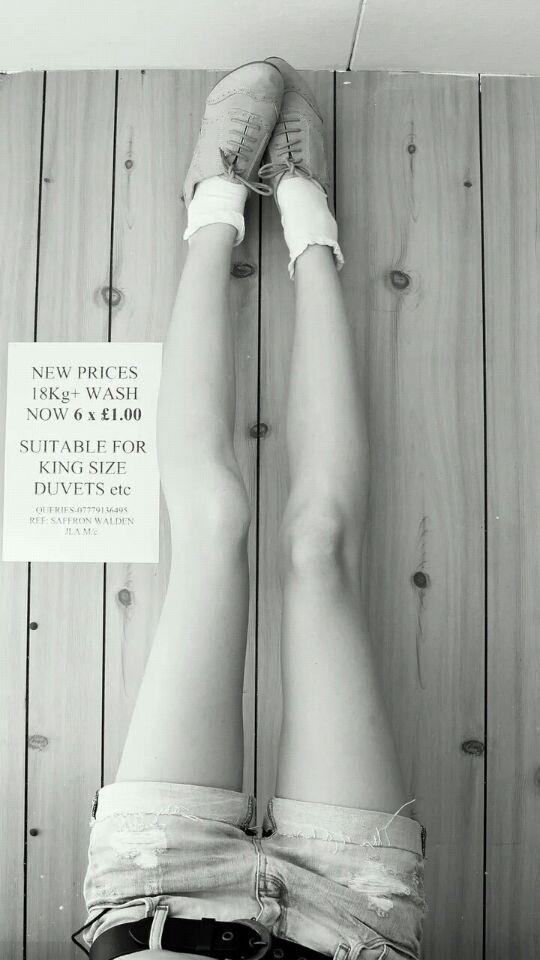 NEW PRICES
18Kg+ WASH
NOW 6 x £1.00
SUITABLE FOR
KING SIZE
DUVETS etc
QUERIES-07779136495
REF: SAFFRON WALDEN
JLA M/c